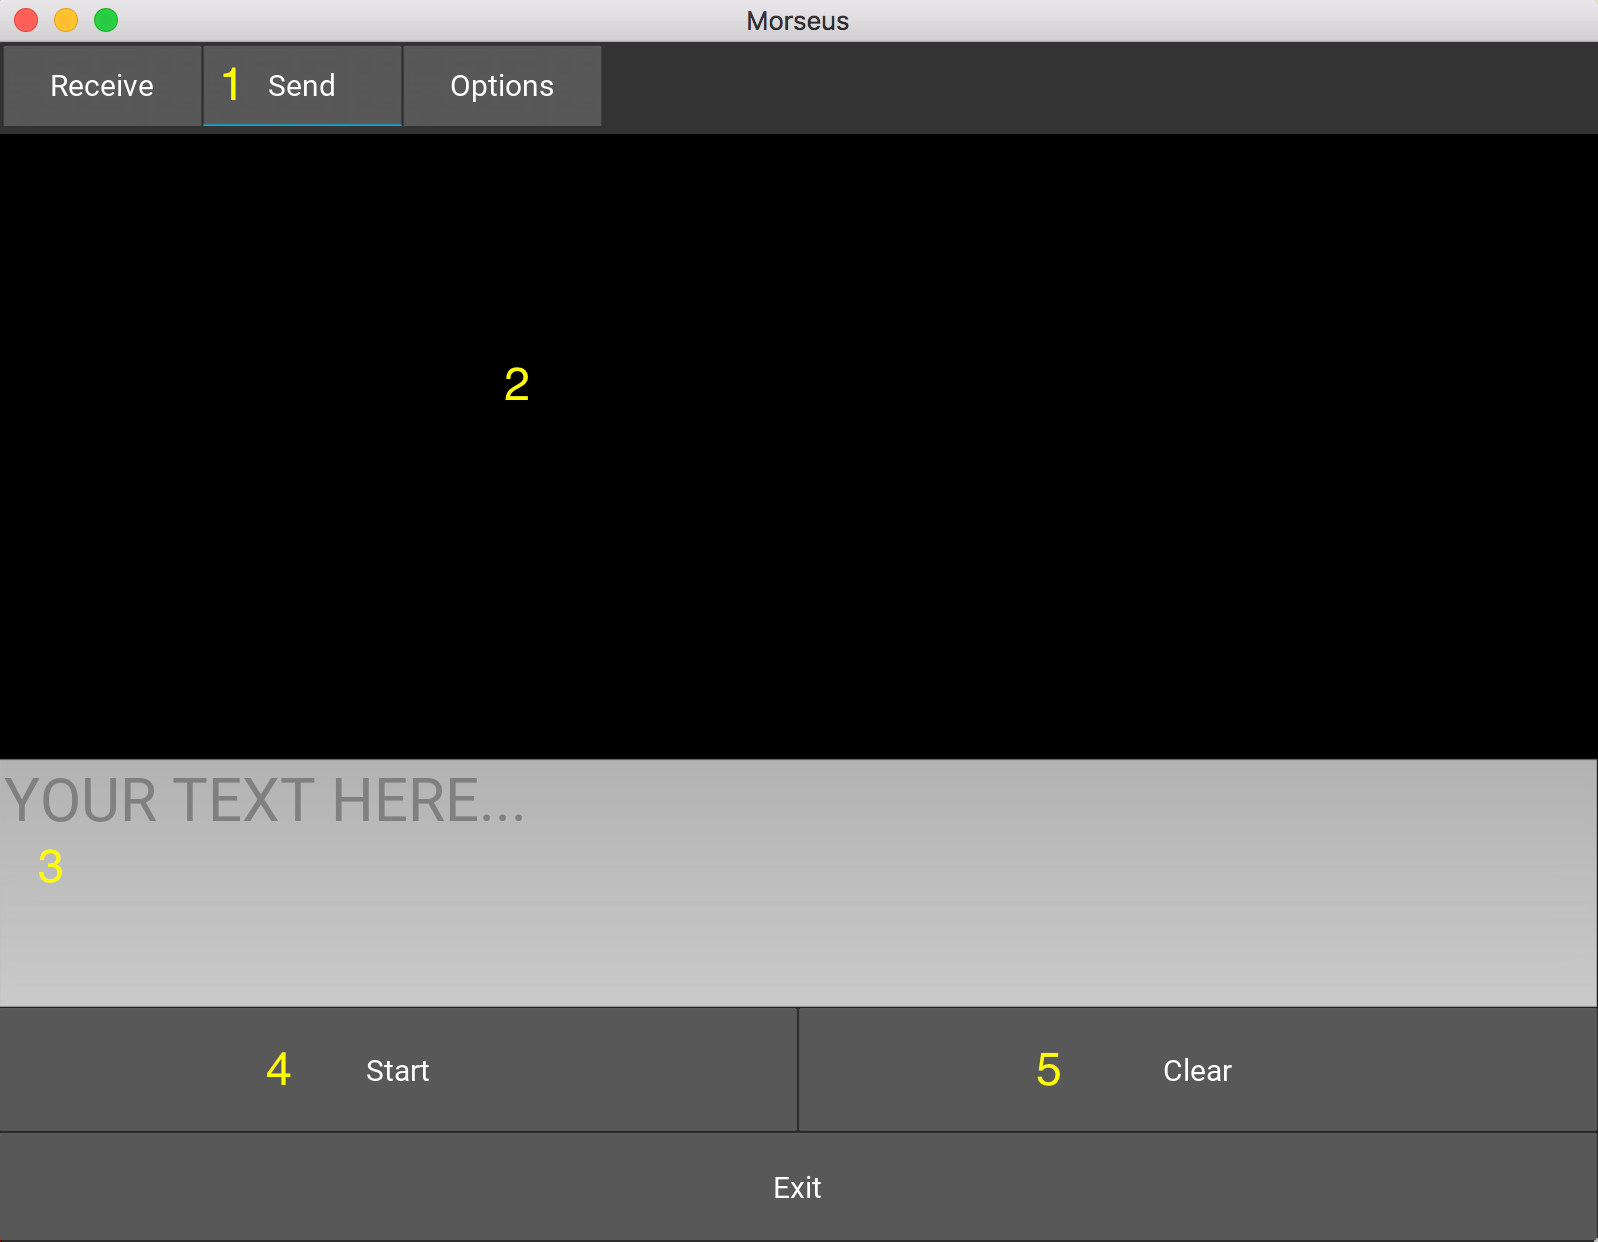 Morseus
Receive 1 Send Options
2
YOUR TEXT HERE...
3
4 Start 5 Clear
Exit